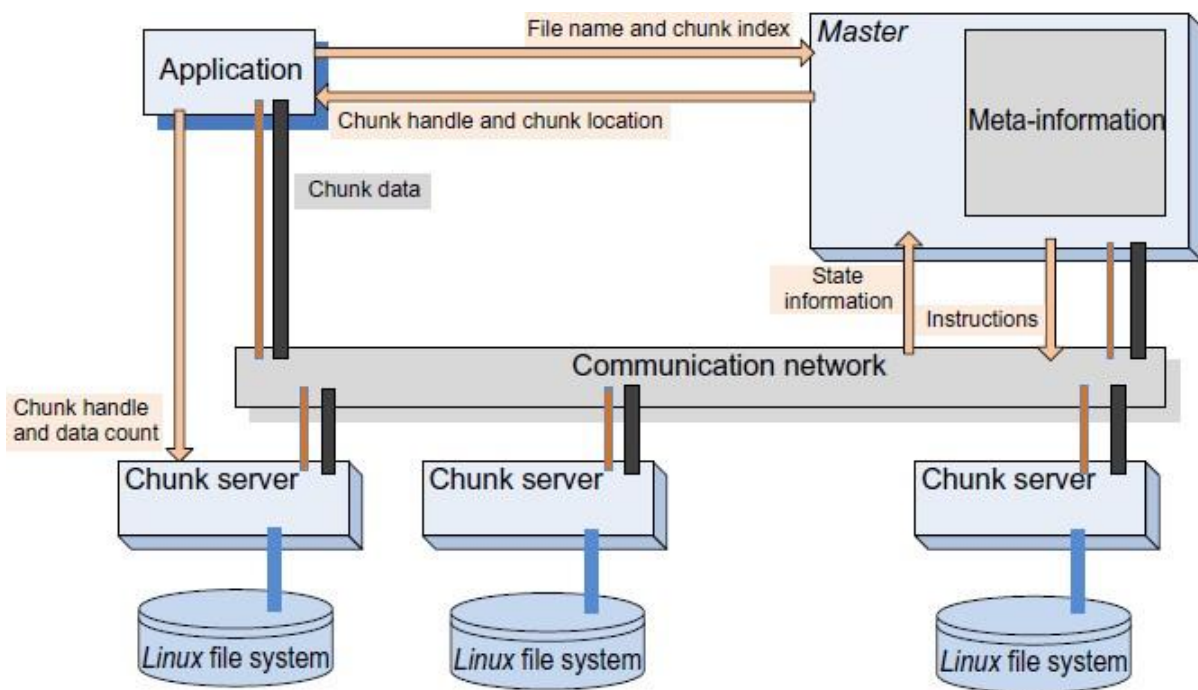 File name and chunk index
Master
Application
Chunk handle and chunk location
Meta-information
Chunk data
State
information
Instructions
Communication network
Chunk handle
and data count
Chunk server
Chunk server
Chunk server
Linux file system
Linux file system
Linux file system